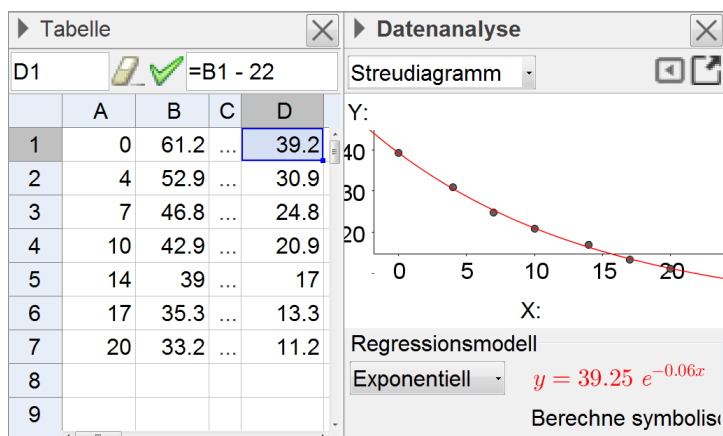 Tabelle
D1 =B1 - 22
A B C D
1 0 61.2 ... 39.2
2 4 52.9 ... 30.9
3 7 46.8 ... 24.8
4 10 42.9 ... 20.9
5 14 39 ... 17
6 17 35.3 ... 13.3
7 20 33.2 ... 11.2
8
9
Datenanalyse
Streudiagramm
Y:
40
30
20
0 5 10 15 20
X:
Regressionsmodell
Exponentiell y = 39.25 e^{-0.06x}
Berechne symbolisc